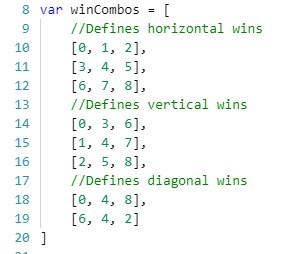 8 var winCombos = [
9 //Defines horizontal wins
10 [0, 1, 2],
11 [3, 4, 5],
12 [6, 7, 8],
13 //Defines vertical wins
14 [0, 3, 6],
15 [1, 4, 7],
16 [2, 5, 8],
17 //Defines diagonal wins
18 [0, 4, 8],
19 [6, 4, 2]
20 ]